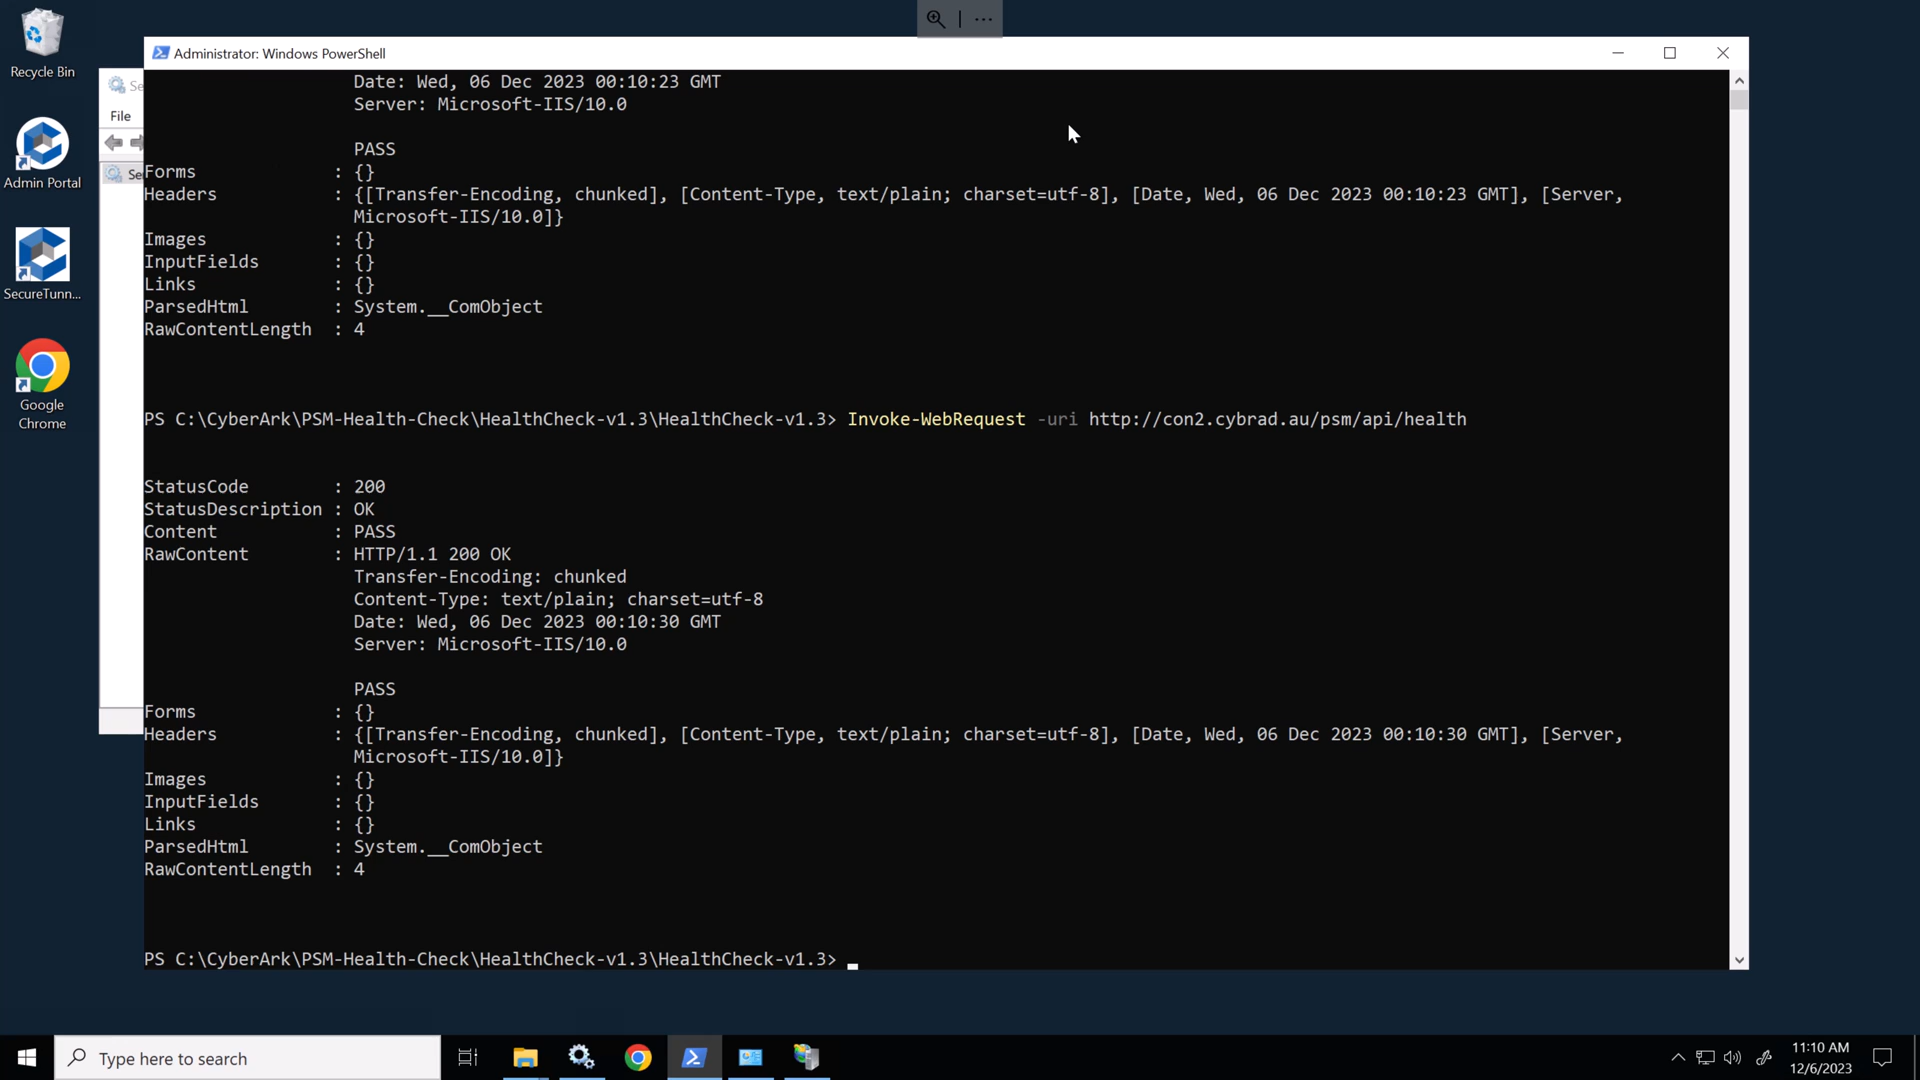 Recycle Bin
Admin Portal
SecureTunn...
Google
Chrome
File
Administrator: Windows PowerShell
Date: Wed, 06 Dec 2023 00:10:23 GMT
Server: Microsoft-IIS/10.0
PASS
Forms : {}
Headers : {[Transfer-Encoding, chunked], [Content-Type, text/plain; charset=utf-8], [Date, Wed, 06 Dec 2023 00:10:23 GMT], [Server,
Microsoft-IIS/10.0]}
Images : {}
InputFields : {}
Links : {}
ParsedHtml : System.__ComObject
RawContentLength : 4
PS C:\CyberArk\PSM-Health-Check\HealthCheck-v1.3\HealthCheck-v1.3> Invoke-WebRequest -uri http://con2.cybrad.au/psm/api/health
StatusCode : 200
StatusDescription : OK
Content : PASS
RawContent : HTTP/1.1 200 OK
Transfer-Encoding: chunked
Content-Type: text/plain; charset=utf-8
Date: Wed, 06 Dec 2023 00:10:30 GMT
Server: Microsoft-IIS/10.0
PASS
Forms : {}
Headers : {[Transfer-Encoding, chunked], [Content-Type, text/plain; charset=utf-8], [Date, Wed, 06 Dec 2023 00:10:30 GMT], [Server,
Microsoft-IIS/10.0]}
Images : {}
InputFields : {}
Links : {}
ParsedHtml : System.__ComObject
RawContentLength : 4
PS C:\CyberArk\PSM-Health-Check\HealthCheck-v1.3\HealthCheck-v1.3>
Type here to search
11:10 AM
12/6/2023